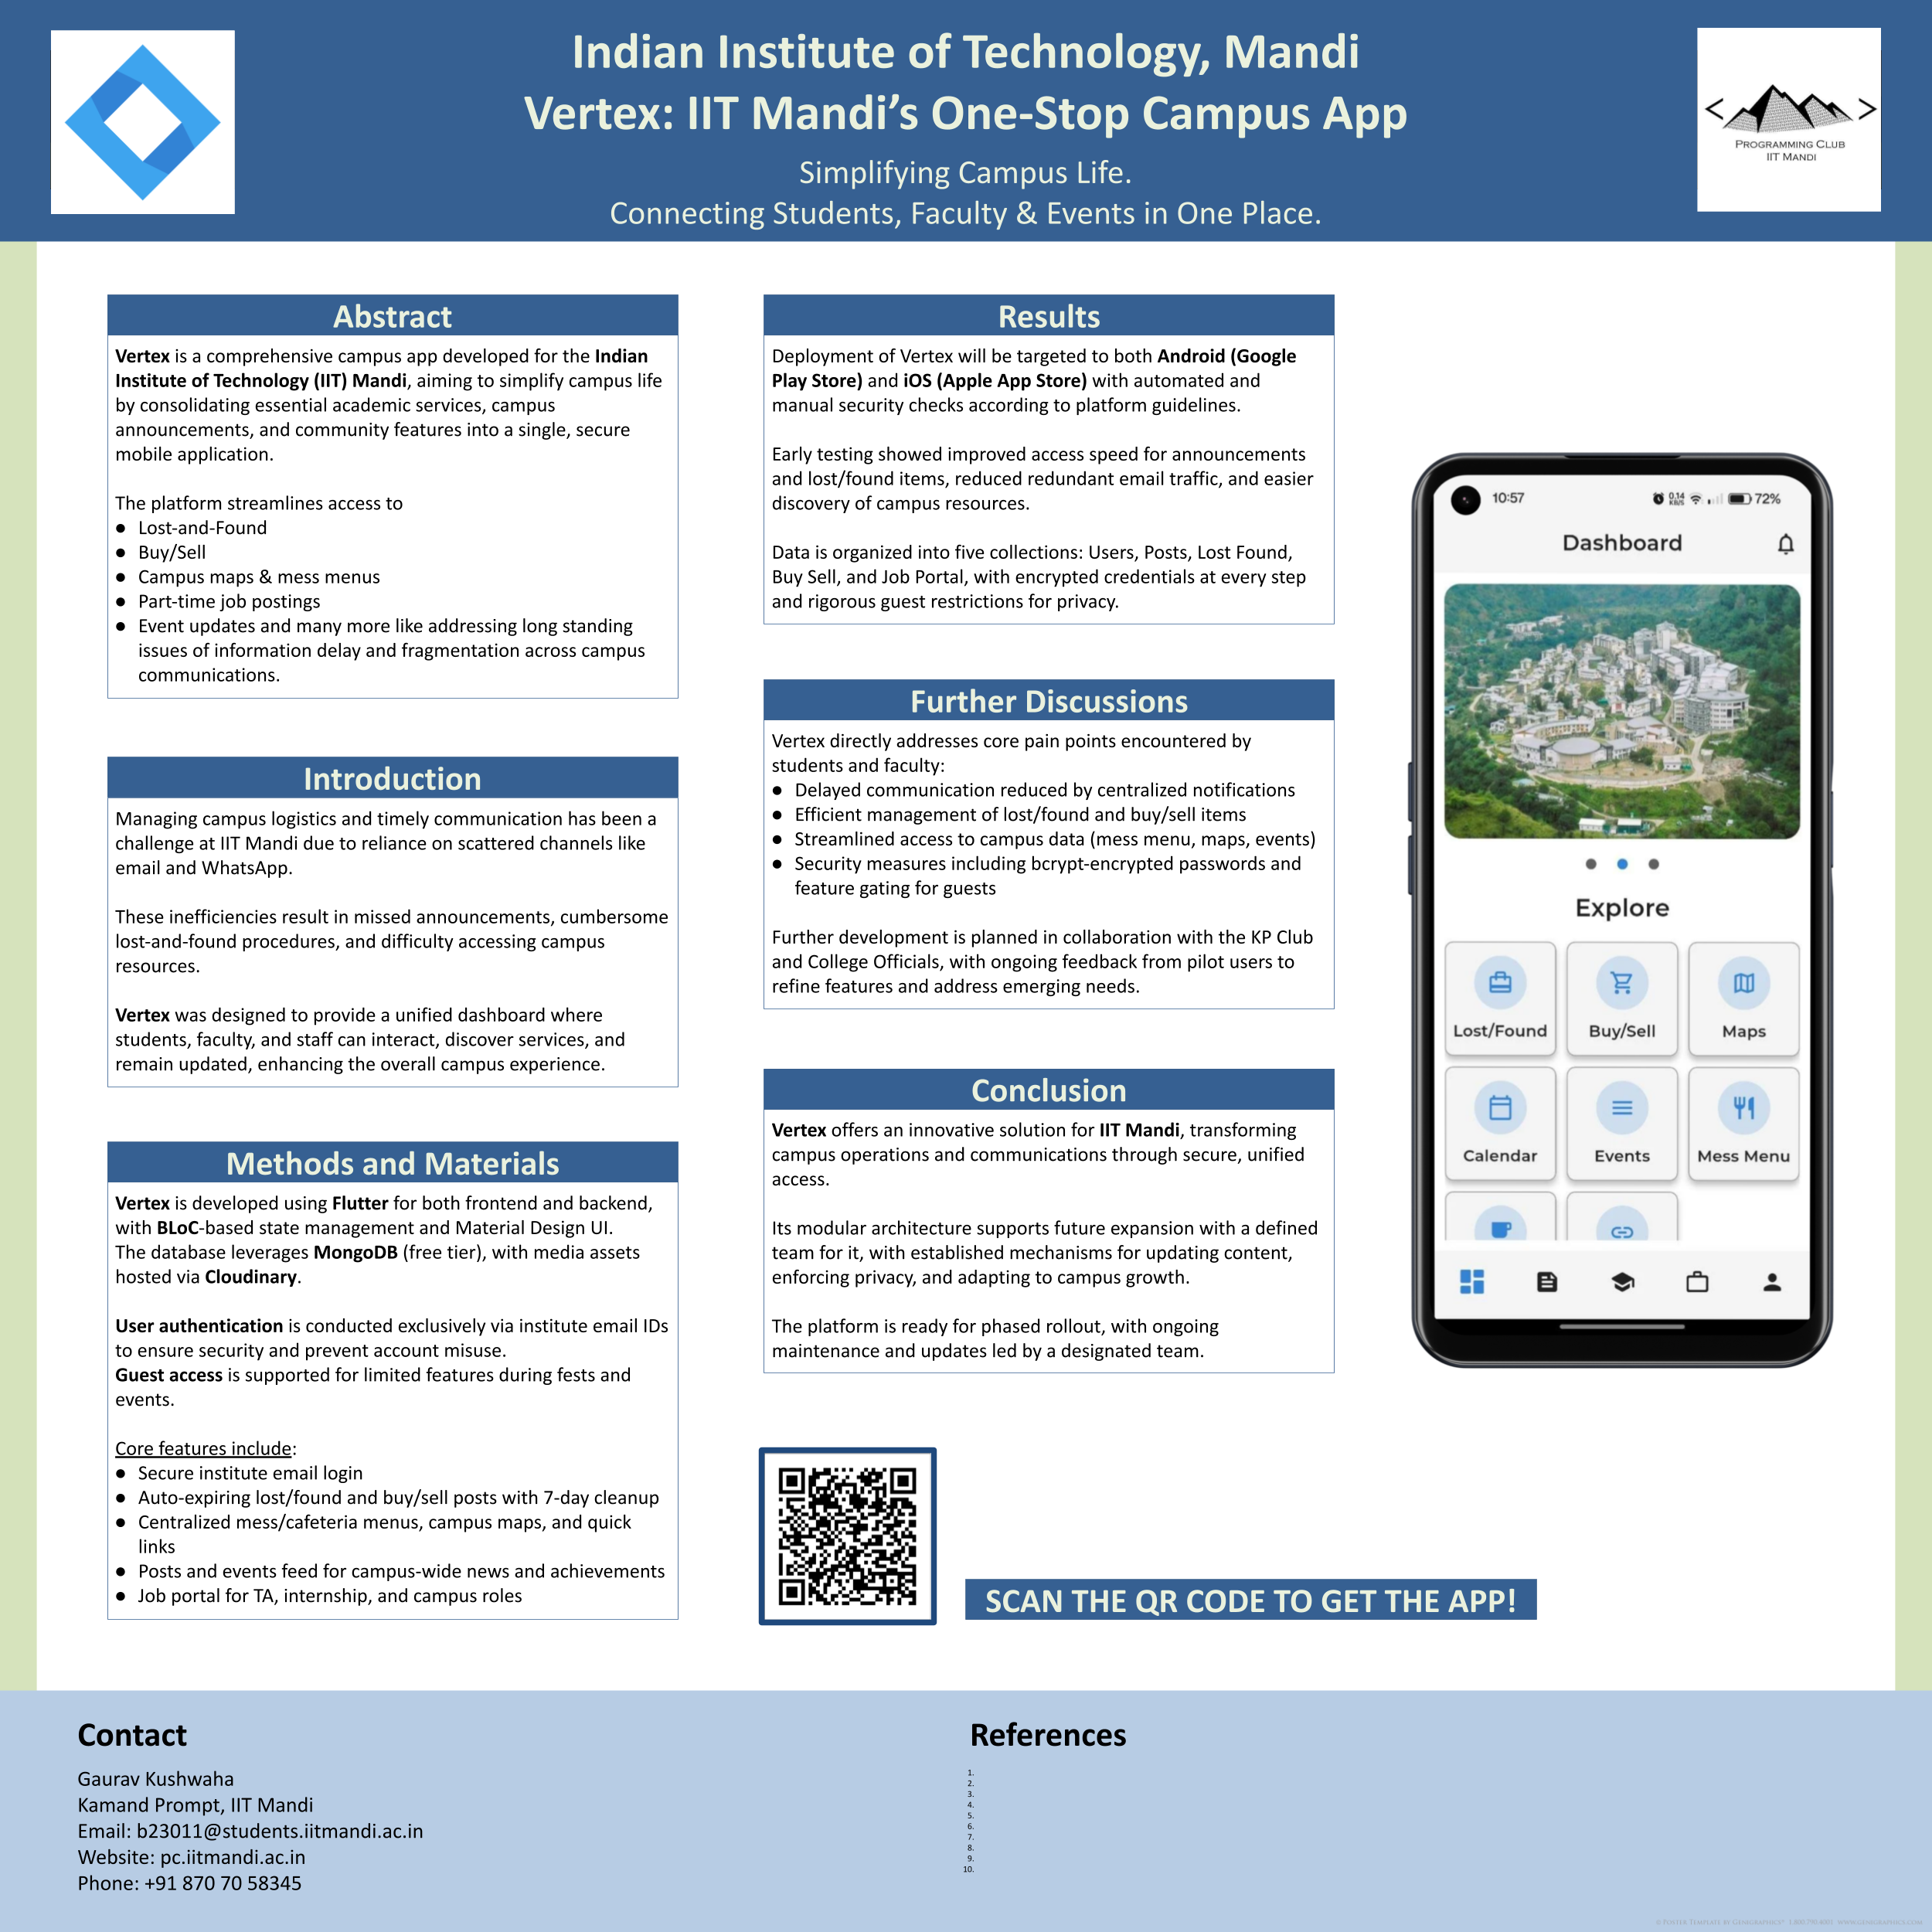 Indian Institute of Technology, Mandi
Vertex: IIT Mandi’s One-Stop Campus App
Simplifying Campus Life.
Connecting Students, Faculty & Events in One Place.
< >
PROGRAMMING CLUB
IIT MANDI
Abstract
Vertex is a comprehensive campus app developed for the Indian
Institute of Technology (IIT) Mandi, aiming to simplify campus life
by consolidating essential academic services, campus
announcements, and community features into a single, secure
mobile application.
The platform streamlines access to
● Lost-and-Found
● Buy/Sell
● Campus maps & mess menus
● Part-time job postings
● Event updates and many more like addressing long standing
issues of information delay and fragmentation across campus
communications.
Introduction
Managing campus logistics and timely communication has been a
challenge at IIT Mandi due to reliance on scattered channels like
email and WhatsApp.
These inefficiencies result in missed announcements, cumbersome
lost-and-found procedures, and difficulty accessing campus
resources.
Vertex was designed to provide a unified dashboard where
students, faculty, and staff can interact, discover services, and
remain updated, enhancing the overall campus experience.
Methods and Materials
Vertex is developed using Flutter for both frontend and backend,
with BLoC-based state management and Material Design UI.
The database leverages MongoDB (free tier), with media assets
hosted via Cloudinary.
User authentication is conducted exclusively via institute email IDs
to ensure security and prevent account misuse.
Guest access is supported for limited features during fests and
events.
Core features include:
● Secure institute email login
● Auto-expiring lost/found and buy/sell posts with 7-day cleanup
● Centralized mess/cafeteria menus, campus maps, and quick
links
● Posts and events feed for campus-wide news and achievements
● Job portal for TA, internship, and campus roles
Results
Deployment of Vertex will be targeted to both Android (Google
Play Store) and iOS (Apple App Store) with automated and
manual security checks according to platform guidelines.
Early testing showed improved access speed for announcements
and lost/found items, reduced redundant email traffic, and easier
discovery of campus resources.
Data is organized into five collections: Users, Posts, Lost Found,
Buy Sell, and Job Portal, with encrypted credentials at every step
and rigorous guest restrictions for privacy.
Further Discussions
Vertex directly addresses core pain points encountered by
students and faculty:
● Delayed communication reduced by centralized notifications
● Efficient management of lost/found and buy/sell items
● Streamlined access to campus data (mess menu, maps, events)
● Security measures including bcrypt-encrypted passwords and
feature gating for guests
Further development is planned in collaboration with the KP Club
and College Officials, with ongoing feedback from pilot users to
refine features and address emerging needs.
Conclusion
Vertex offers an innovative solution for IIT Mandi, transforming
campus operations and communications through secure, unified
access.
Its modular architecture supports future expansion with a defined
team for it, with established mechanisms for updating content,
enforcing privacy, and adapting to campus growth.
The platform is ready for phased rollout, with ongoing
maintenance and updates led by a designated team.
10:57 0.14 KB/S 72%
Dashboard
Explore
Lost/Found Buy/Sell Maps
Calendar Events Mess Menu
SCAN THE QR CODE TO GET THE APP!
Contact
Gaurav Kushwaha
Kamand Prompt, IIT Mandi
Email: b23011@students.iitmandi.ac.in
Website: pc.iitmandi.ac.in
Phone: +91 870 70 58345
References
1.
2.
3.
4.
5.
6.
7.
8.
9.
10.
© POSTER TEMPLATE BY GENIGRAPHICS® 1.800.790.4001 WWW.GENIGRAPHICS.COM